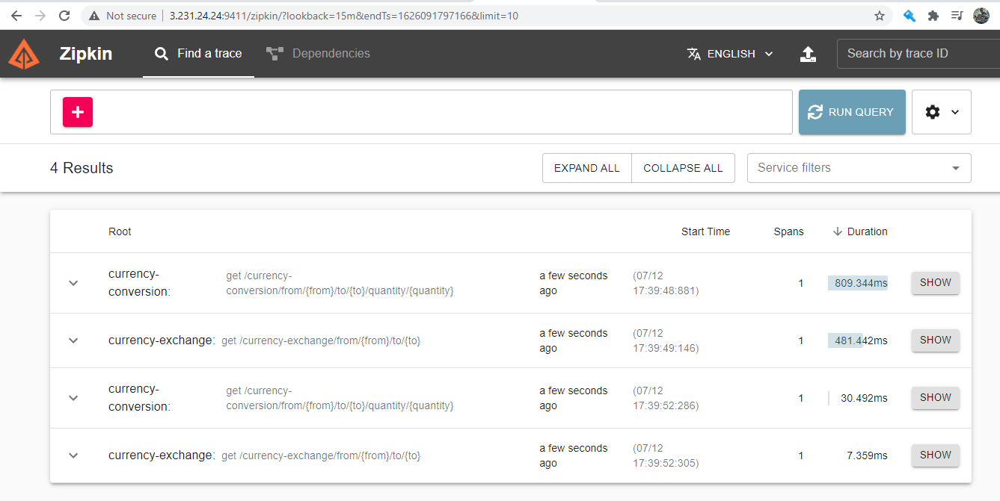 Not secure | 3.231.24.24:9411/zipkin/?lookback=15m&endTs=1626091797166&limit=10
Zipkin Find a trace Dependencies ENGLISH Search by trace ID
RUN QUERY
4 Results EXPAND ALL COLLAPSE ALL Service filters
Root Start Time Spans Duration
currency-
conversion:
get /currency-
conversion/from/{from}/to/{to}/quantity/{quantity}
a few seconds
ago
(07/12
17:39:48:881)
1 809.344ms SHOW
currency-exchange: get /currency-exchange/from/{from}/to/{to}
a few seconds
ago
(07/12
17:39:49:146)
1 481.442ms SHOW
currency-
conversion:
get /currency-
conversion/from/{from}/to/{to}/quantity/{quantity}
a few seconds
ago
(07/12
17:39:52:286)
1 30.492ms SHOW
currency-exchange: get /currency-exchange/from/{from}/to/{to}
a few seconds
ago
(07/12
17:39:52:305)
1 7.359ms SHOW